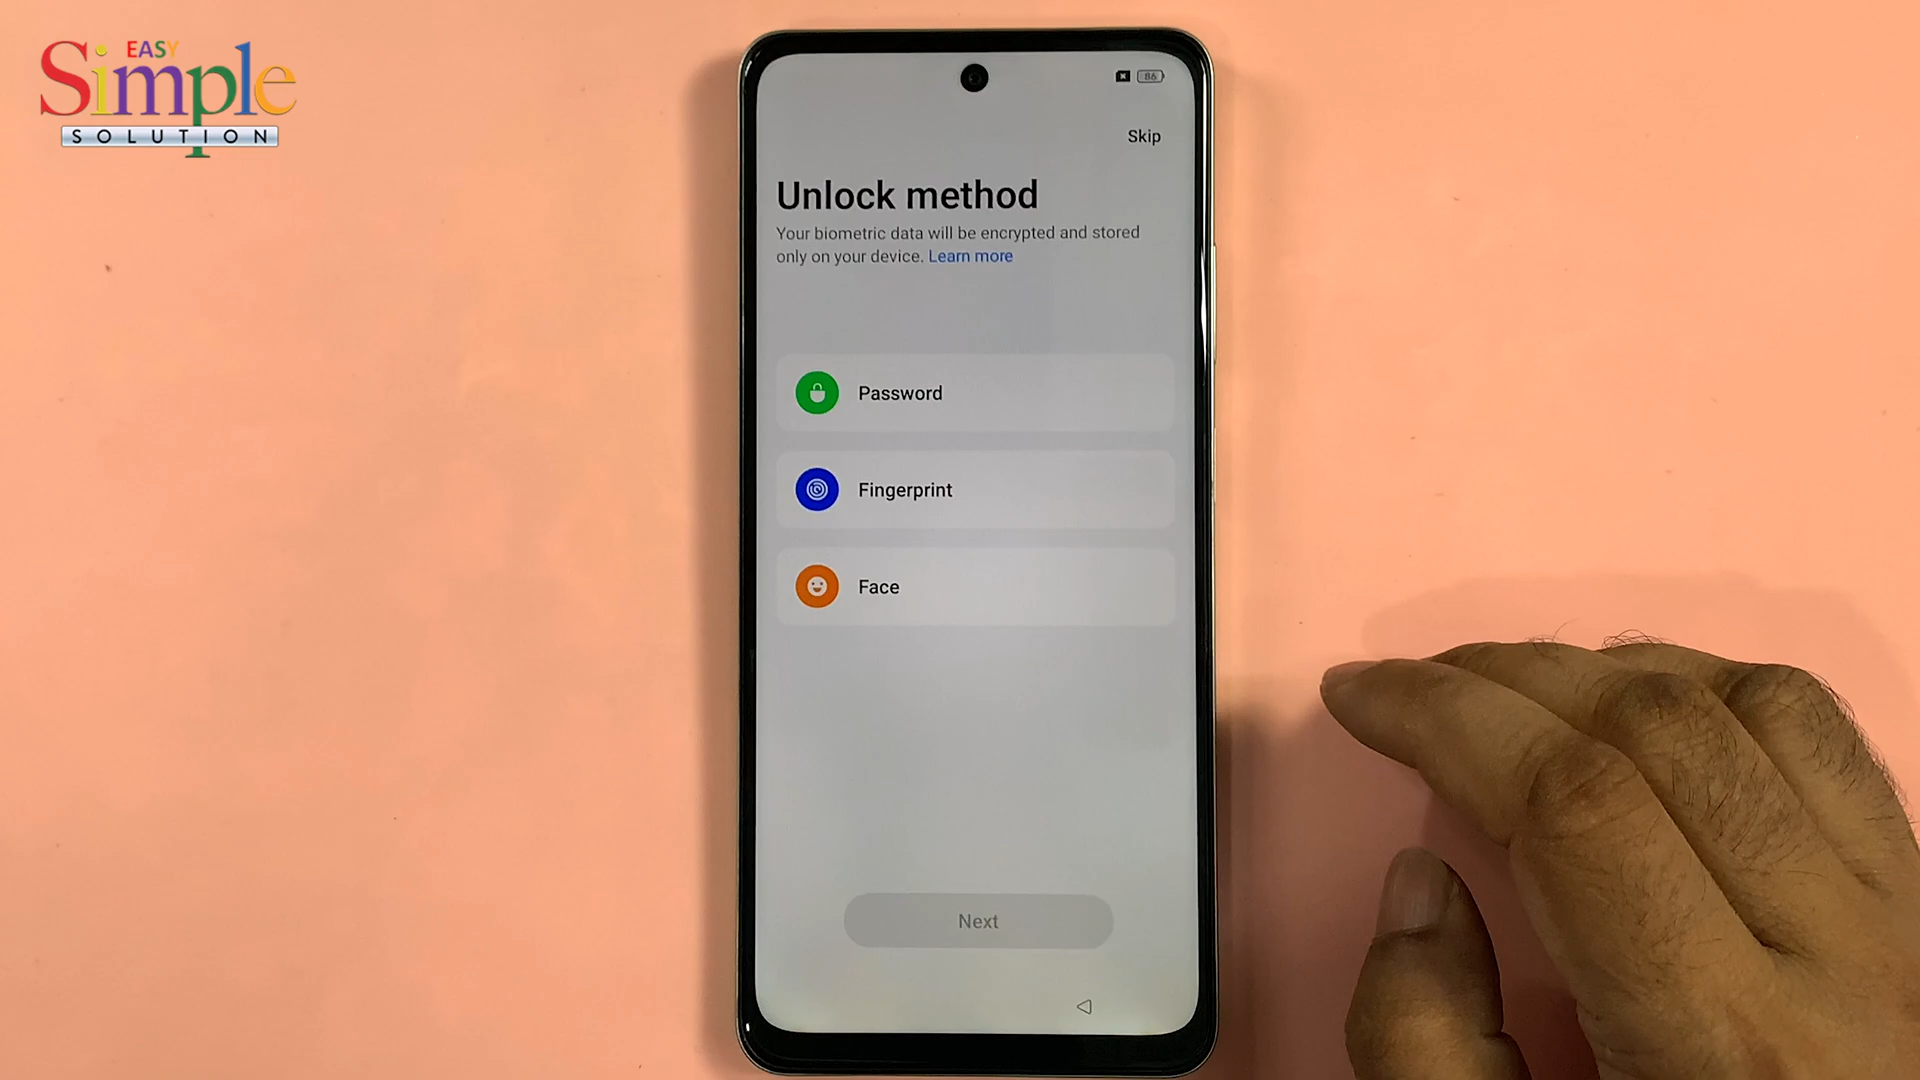 EASY
Simple
SOLUTION
86
Skip
Unlock method
Your biometric data will be encrypted and stored
only on your device. Learn more
Password
Fingerprint
Face
Next